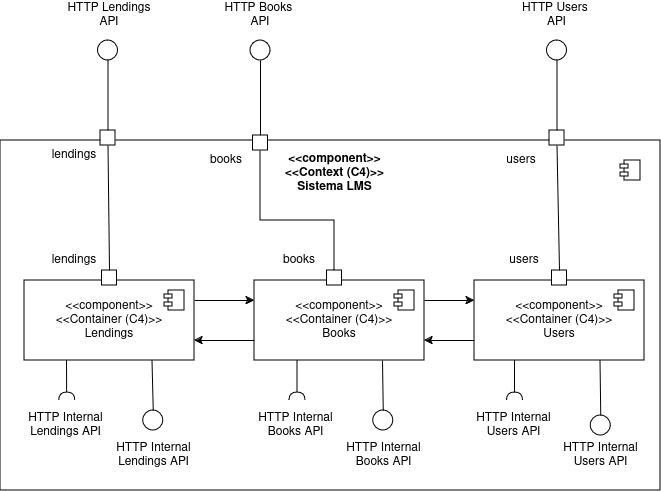 HTTP Lendings
API
HTTP Books
API
HTTP Users
API
lendings
books
<<component>>
<<Context (C4)>>
Sistema LMS
users
lendings
books
users
<<component>>
<<Container (C4)>>
Lendings
<<component>>
<<Container (C4)>>
Books
<<component>>
<<Container (C4)>>
Users
HTTP Internal
Lendings API
HTTP Internal
Lendings API
HTTP Internal
Books API
HTTP Internal
Books API
HTTP Internal
Users API
HTTP Internal
Users API